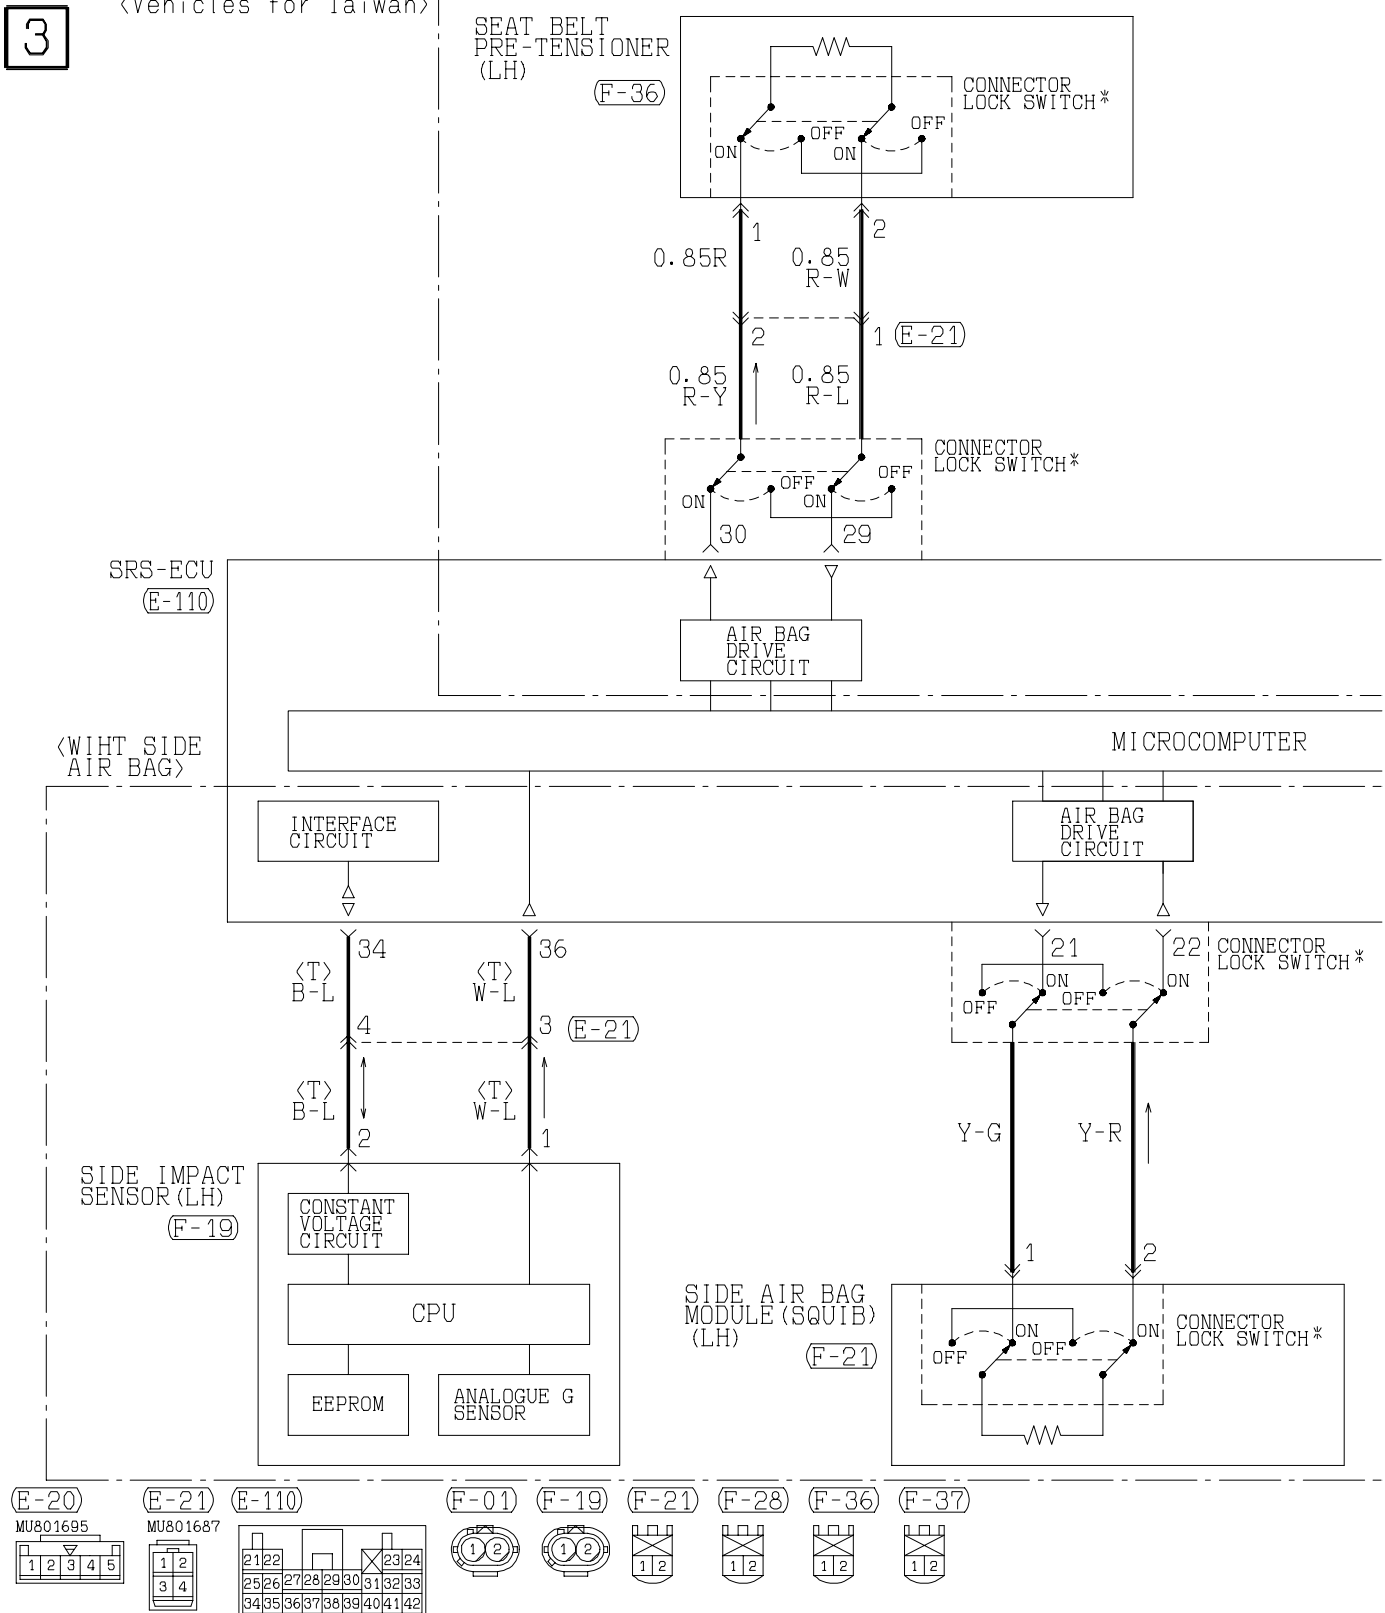 3
<Vehicles for Taiwan>
SEAT BELT
PRE-TENSIONER
(LH)
F-36
CONNECTOR
LOCK SWITCH*
OFF
OFF
ON
ON
1
2
0.85R
0.85
R-W
2
1
E-21
0.85
R-Y
0.85
R-L
CONNECTOR
LOCK SWITCH*
OFF
OFF
ON
ON
30
29
SRS-ECU
E-110
AIR BAG
DRIVE
CIRCUIT
MICROCOMPUTER
<WIHT SIDE
AIR BAG>
INTERFACE
CIRCUIT
AIR BAG
DRIVE
CIRCUIT
34
36
21
22
CONNECTOR
LOCK SWITCH*
<T>
B-L
<T>
W-L
ON
ON
OFF
OFF
4
3
E-21
<T>
B-L
<T>
W-L
2
1
Y-G
Y-R
SIDE IMPACT
SENSOR(LH)
F-19
CONSTANT
VOLTAGE
CIRCUIT
1
2
CPU
SIDE AIR BAG
MODULE(SQUIB)
(LH)
F-21
CONNECTOR
LOCK SWITCH*
ON
ON
OFF
OFF
EEPROM
ANALOGUE G
SENSOR
E-20
E-21
E-110
F-01
F-19
F-21
F-28
F-36
F-37
MU801695
MU801687
1 2 3 4 5
1 2
3 4
21 22 23 24
25 26 27 28 29 30 31 32 33
34 35 36 37 38 39 40 41 42
1 2
1 2
1 2
1 2
1 2
1 2